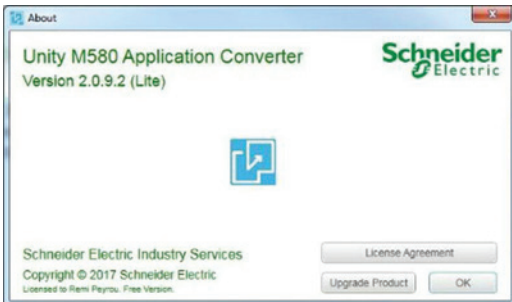 About
Unity M580 Application Converter
Version 2.0.9.2 (Lite)
Schneider
Electric
Schneider Electric Industry Services
Copyright © 2017 Schneider Electric
Licensed to Remi Peyrou. Free Version.
License Agreement
Upgrade Product
OK